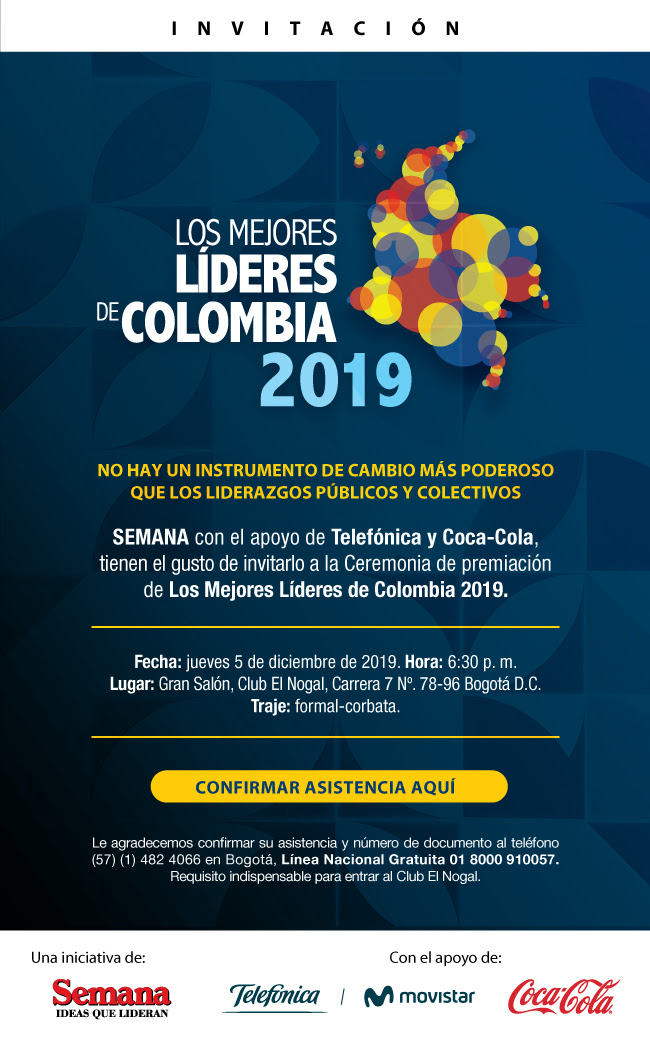 INVITACIÓN
LOS MEJORES
LÍDERES
DE COLOMBIA
2019
NO HAY UN INSTRUMENTO DE CAMBIO MÁS PODEROSO
QUE LOS LIDERAZGOS PÚBLICOS Y COLECTIVOS
SEMANA con el apoyo de Telefónica y Coca-Cola,
tienen el gusto de invitarlo a la Ceremonia de premiación
de Los Mejores Líderes de Colombia 2019.
Fecha: jueves 5 de diciembre de 2019. Hora: 6:30 p. m.
Lugar: Gran Salón, Club El Nogal, Carrera 7 Nº. 78-96 Bogotá D.C.
Traje: formal-corbata.
CONFIRMAR ASISTENCIA AQUÍ
Le agradecemos confirmar su asistencia y número de documento al teléfono
(57) (1) 482 4066 en Bogotá, Línea Nacional Gratuita 01 8000 910057.
Requisito indispensable para entrar al Club El Nogal.
Una iniciativa de: Con el apoyo de:
Semana Telefónica / movistar Coca-Cola
IDEAS QUE LIDERAN